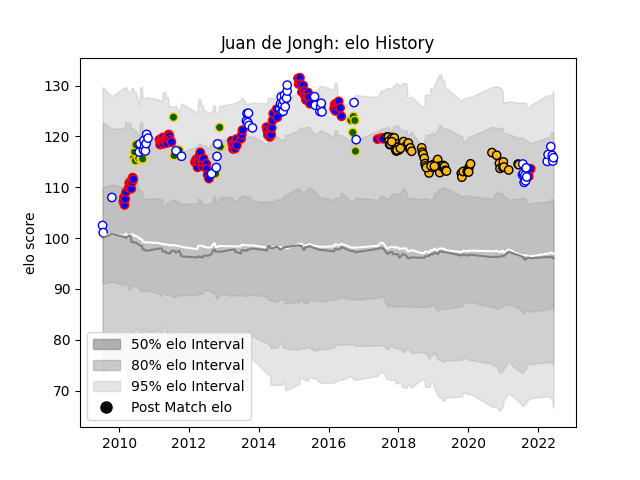 Juan de Jongh: elo History
elo score
130
120
110
100
90
80
70
50% elo Interval
80% elo Interval
95% elo Interval
Post Match elo
2010 2012 2014 2016 2018 2020 2022